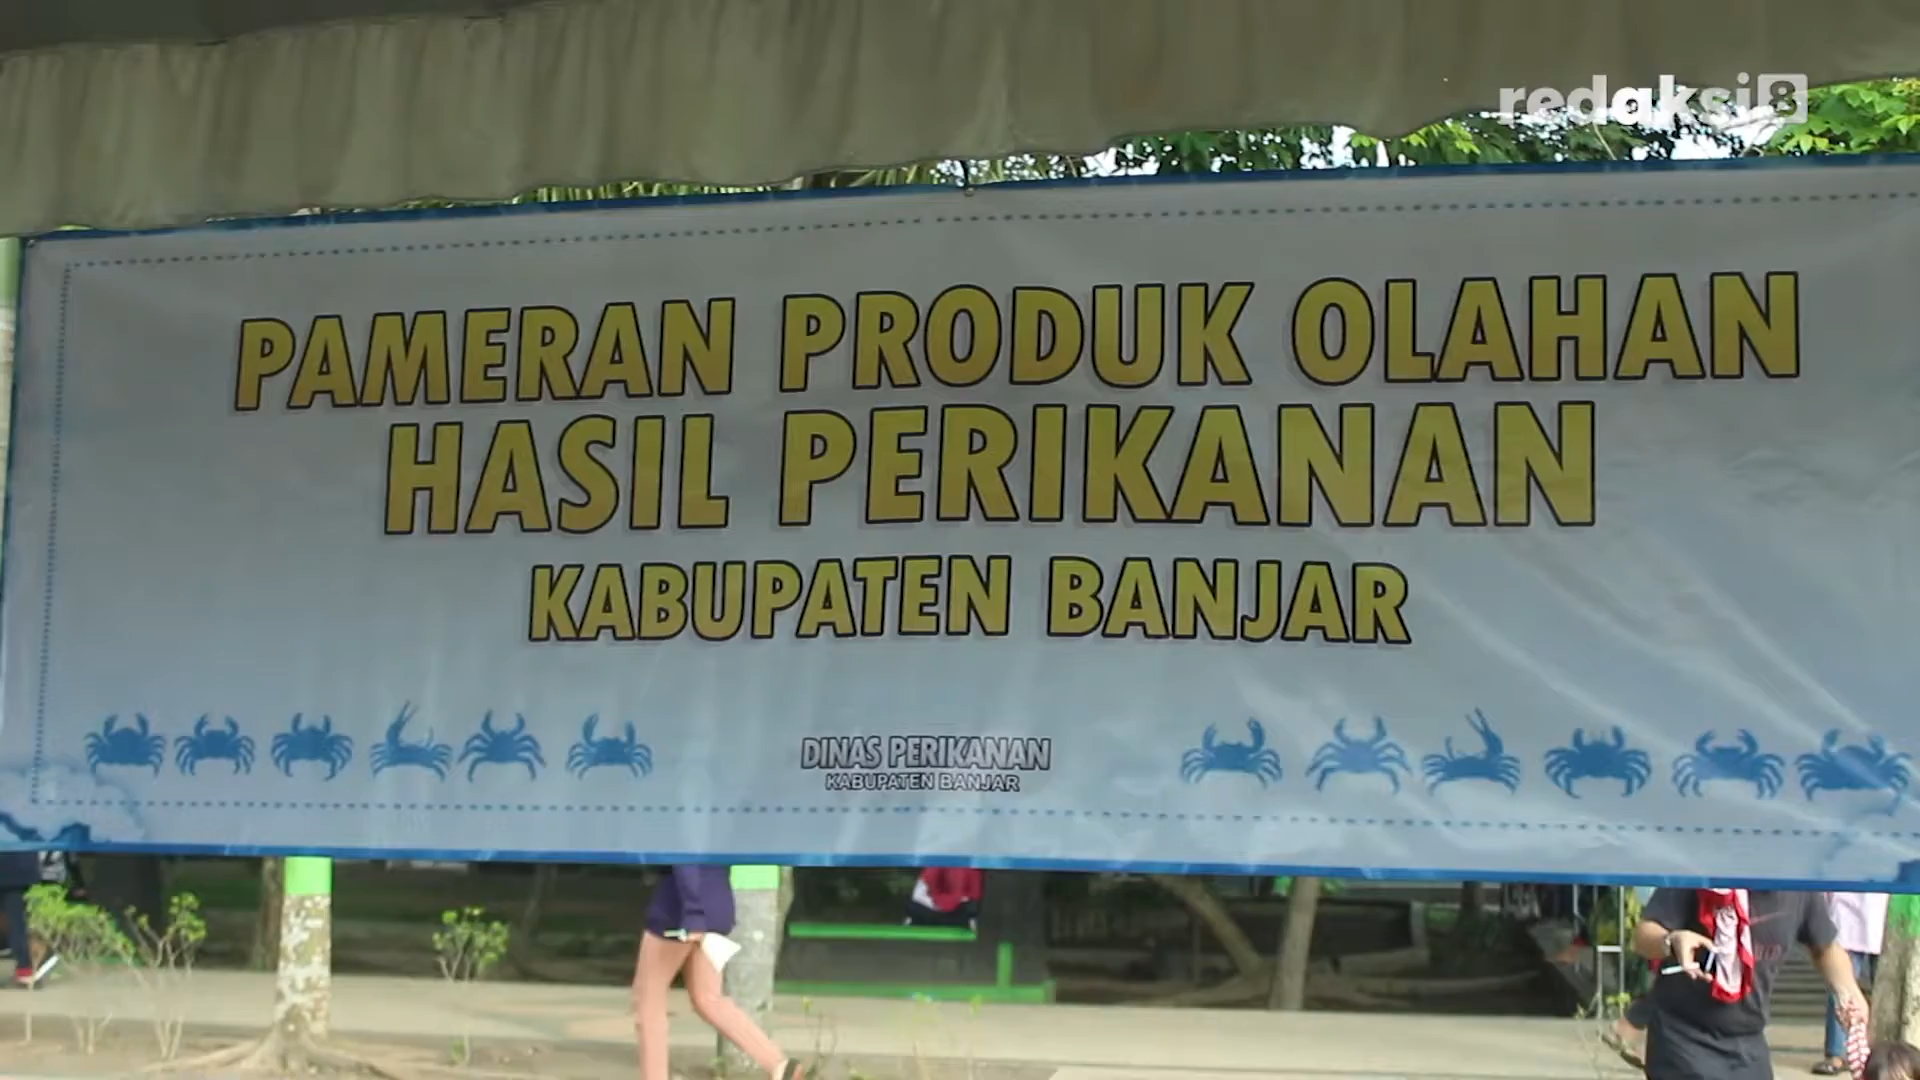 redaksi8
PAMERAN PRODUK OLAHAN
HASIL PERIKANAN
KABUPATEN BANJAR
DINAS PERIKANAN
KABUPATEN BANJAR